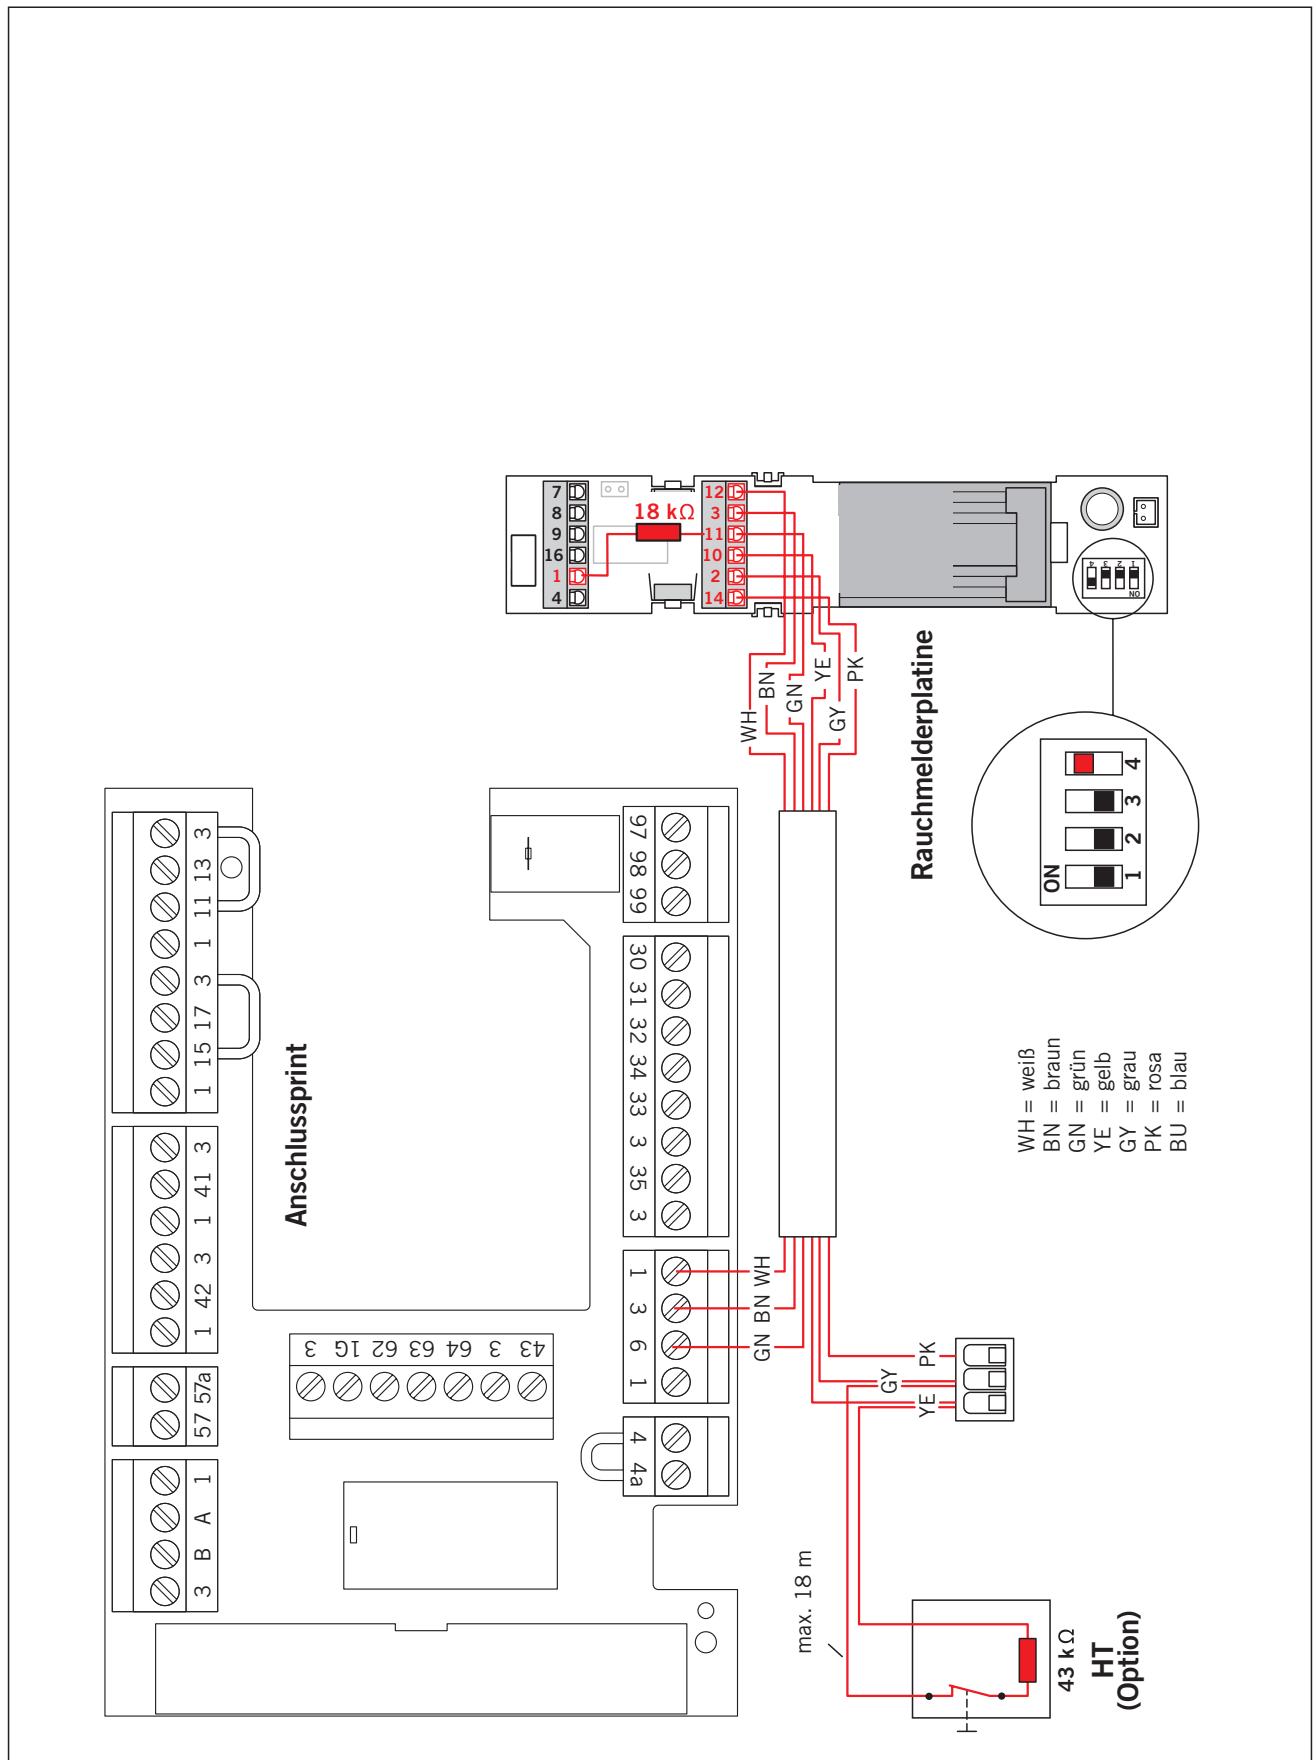 7
8
9
16
1
4
18 kΩ
12
3
11
10
2
14
4
3
2
1
ON
WH
BN
GN
YE
GY
PK
Rauchmelderplatine
ON
1
2
3
4
WH = weiß
BN = braun
GN = grün
YE = gelb
GY = grau
PK = rosa
BU = blau
Anschlussprint
3 B A 1
57 57a
1 42 3 1 41 3
1 15 17 3 1 11 13 3
3 1G 62 63 64 3 43
97 98 99
30 31 32 34 33 3 35 3
1 3 6 1
4 4a
WH
BN
GN
PK
GY
YE
max. 18 m
43 kΩ
HT
(Option)